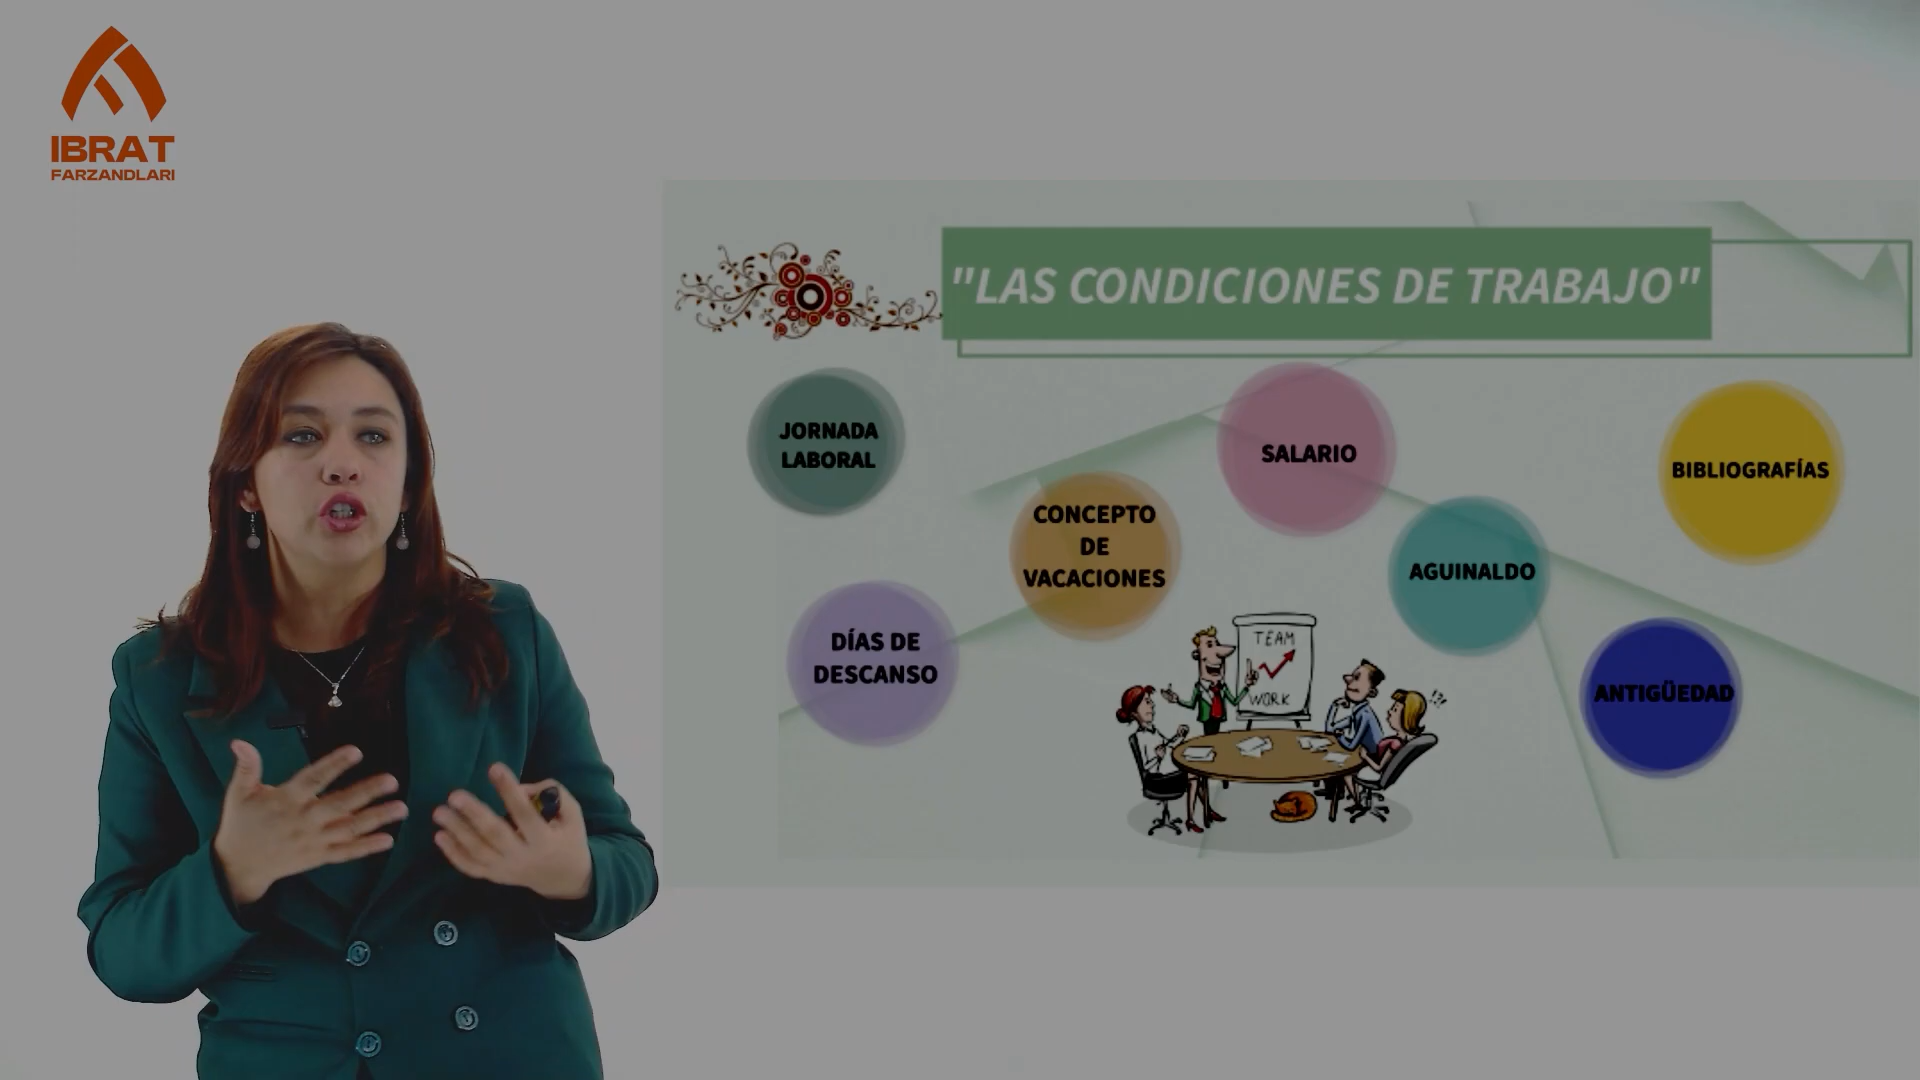 IBRAT
FARZANDLARI
"LAS CONDICIONES DE TRABAJO"
JORNADA
LABORAL
SALARIO
BIBLIOGRAFÍAS
CONCEPTO
DE
VACACIONES
AGUINALDO
DÍAS DE
DESCANSO
TEAM
WORK
ANTIGÜEDAD
!?!